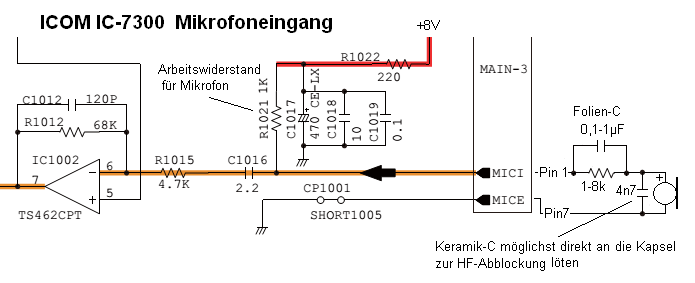 ICOM IC-7300 Mikrofoneingang
+8V
R1022
220
MAIN-3
Arbeitswiderstand
für Mikrofon
R1021 1K
C1017
470 CE-LX
C1018
10
C1019
0.1
Folien-C
0,1-1µF
C1012
120P
R1012
68K
IC1002
7
6
5
−
+
TS462CPT
R1015
4.7K
C1016
2.2
MICI
Pin 1
1-8k
4n7
+
CP1001
SHORT1005
MICE
Pin7
Keramik-C möglichst direkt an die Kapsel
zur HF-Abblockung löten